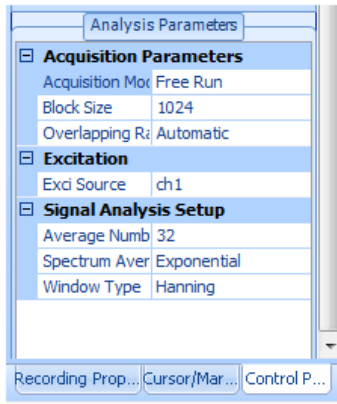 Analysis Parameters
Acquisition Parameters
Acquisition Moc Free Run
Block Size 1024
Overlapping Ra Automatic
Excitation
Exci Source ch1
Signal Analysis Setup
Average Numb 32
Spectrum Aver Exponential
Window Type Hanning
Recording Prop... Cursor/Mar... Control P...